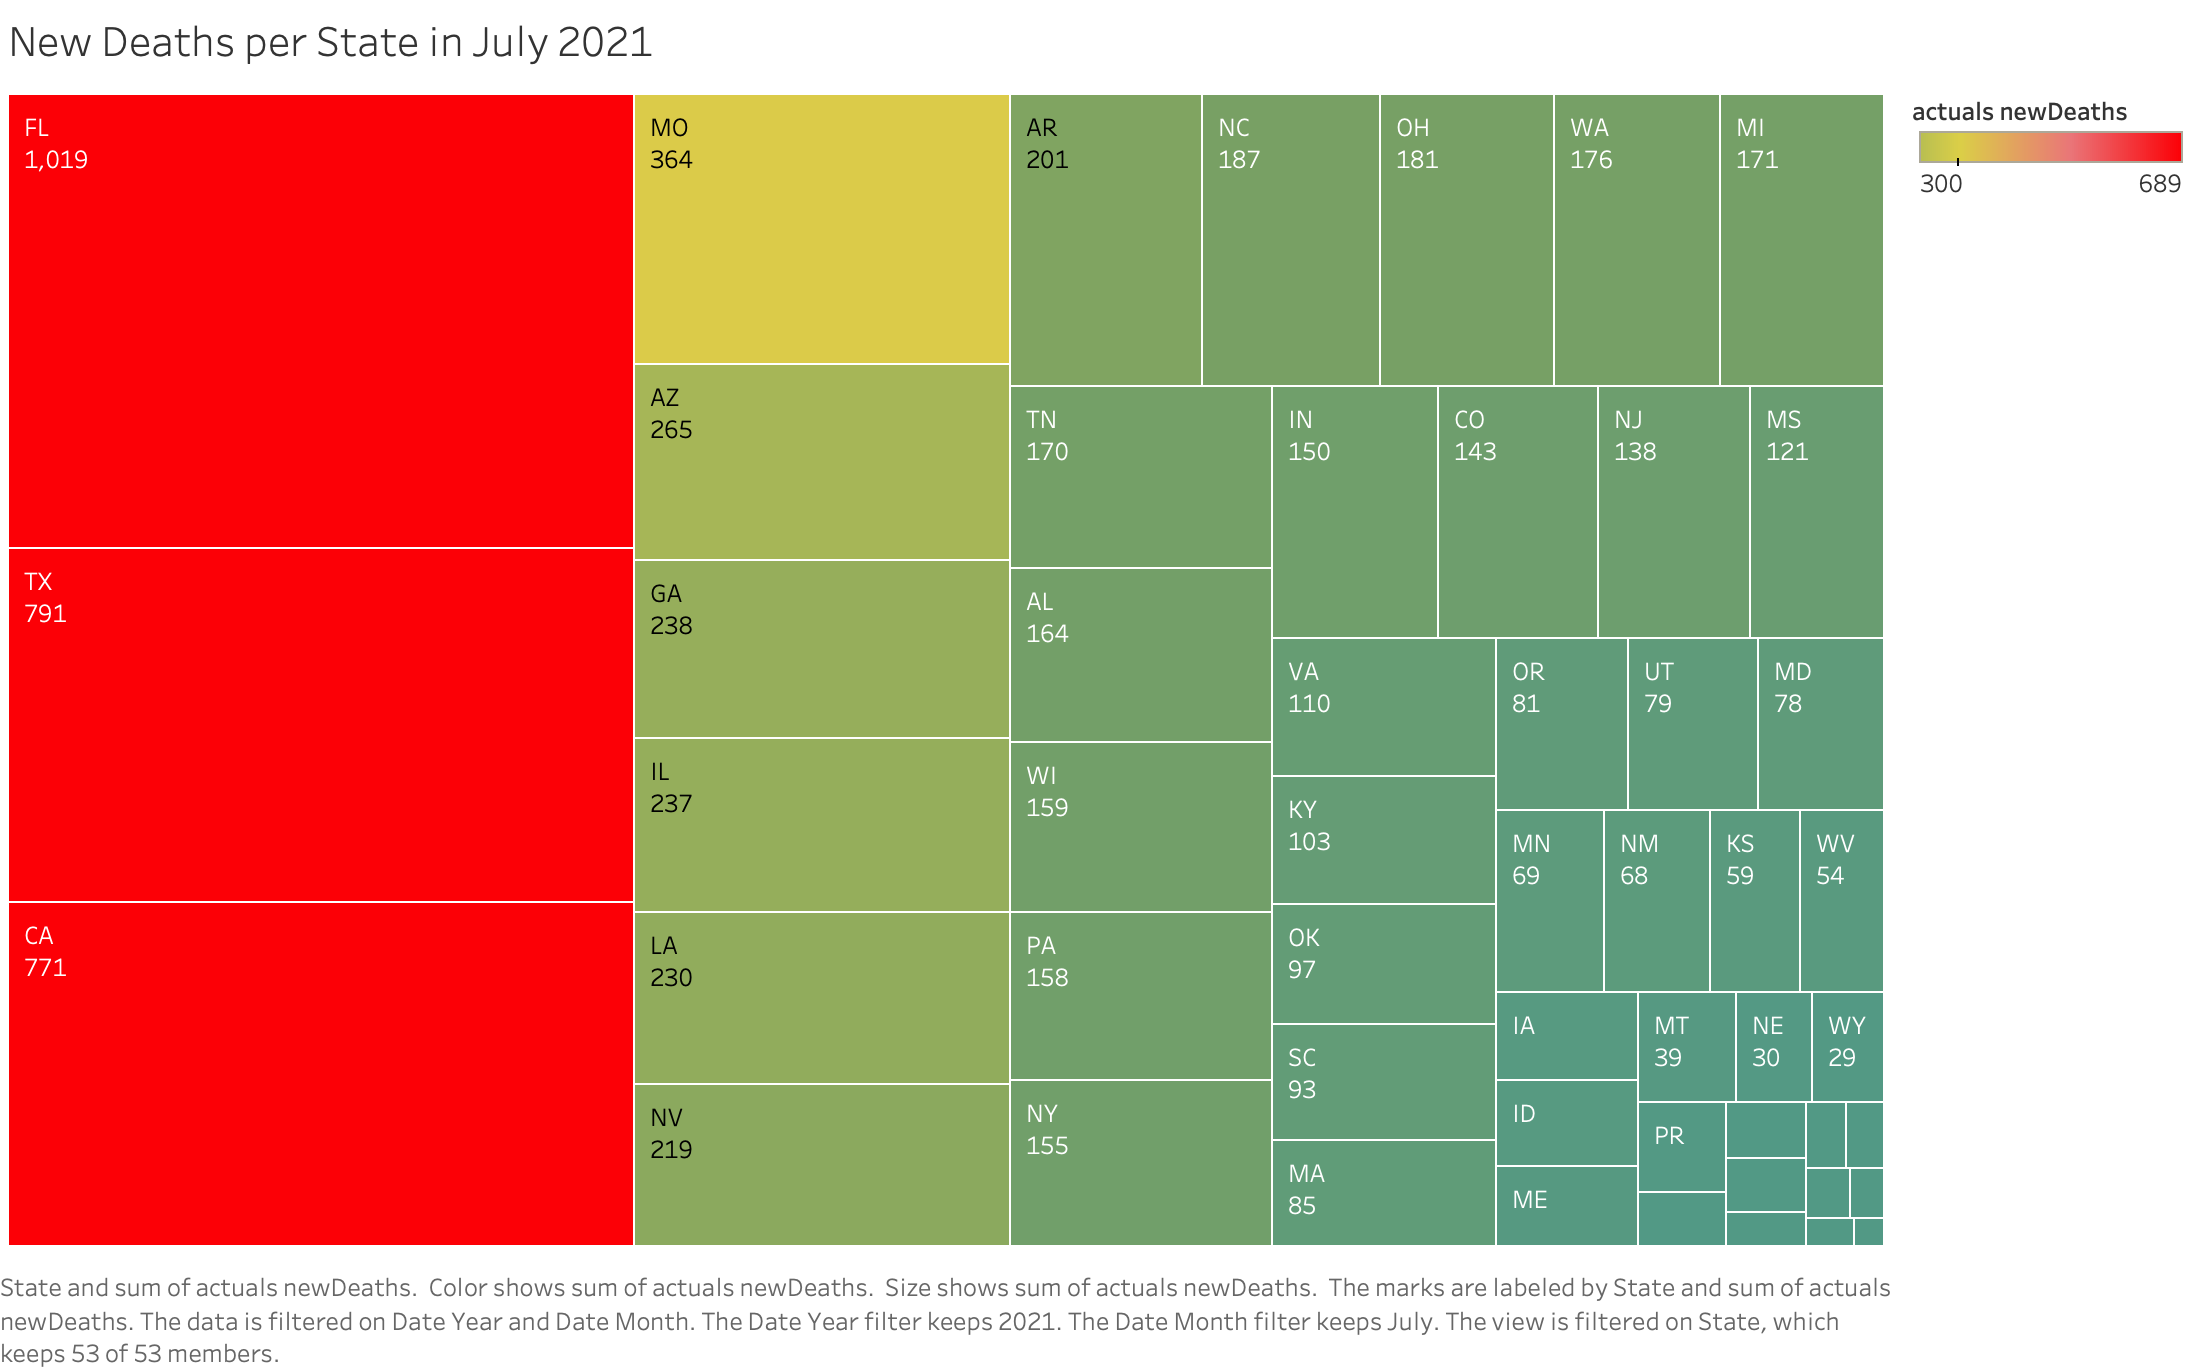 New Deaths per State in July 2021
FL
1,019
TX
791
CA
771
MO
364
AZ
265
GA
238
IL
237
LA
230
NV
219
AR
201
NC
187
OH
181
WA
176
MI
171
TN
170
AL
164
WI
159
PA
158
NY
155
IN
150
CO
143
NJ
138
MS
121
VA
110
KY
103
OK
97
SC
93
MA
85
OR
81
UT
79
MD
78
MN
69
NM
68
KS
59
WV
54
IA
ID
ME
MT
39
NE
30
WY
29
PR
actuals newDeaths
300
689
State and sum of actuals newDeaths.  Color shows sum of actuals newDeaths.  Size shows sum of actuals newDeaths.  The marks are labeled by State and sum of actuals
newDeaths. The data is filtered on Date Year and Date Month. The Date Year filter keeps 2021. The Date Month filter keeps July. The view is filtered on State, which
keeps 53 of 53 members.